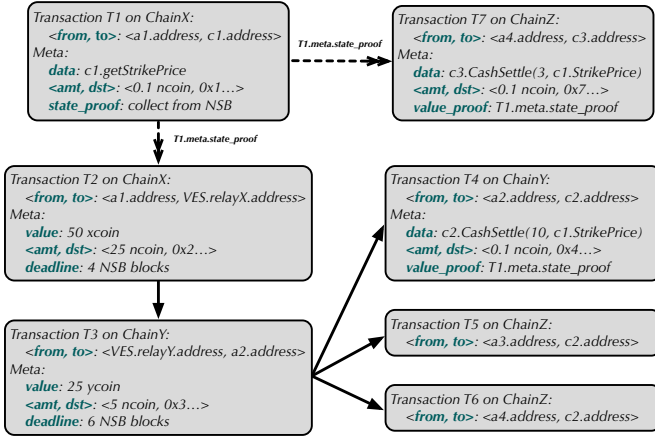 Transaction T1 on ChainX:
<from, to>: <a1.address, c1.address>
Meta:
data: c1.getStrikePrice
<amt, dst>: <0.1 ncoin, 0x1...>
state_proof: collect from NSB
T1.meta.state_proof
Transaction T7 on ChainZ:
<from, to>: <a4.address, c3.address>
Meta:
data: c3.CashSettle(3, c1.StrikePrice)
<amt, dst>: <0.1 ncoin, 0x7...>
value_proof: T1.meta.state_proof
T1.meta.state_proof
Transaction T2 on ChainX:
<from, to>: <a1.address, VES.relayX.address>
Meta:
value: 50 xcoin
<amt, dst>: <25 ncoin, 0x2...>
deadline: 4 NSB blocks
Transaction T4 on ChainY:
<from, to>: <a2.address, c2.address>
Meta:
data: c2.CashSettle(10, c1.StrikePrice)
<amt, dst>: <0.1 ncoin, 0x4...>
value_proof: T1.meta.state_proof
Transaction T3 on ChainY:
<from, to>: <VES.relayY.address, a2.address>
Meta:
value: 25 ycoin
<amt, dst>: <5 ncoin, 0x3...>
deadline: 6 NSB blocks
Transaction T5 on ChainZ:
<from, to>: <a3.address, c2.address>
Transaction T6 on ChainZ:
<from, to>: <a4.address, c2.address>